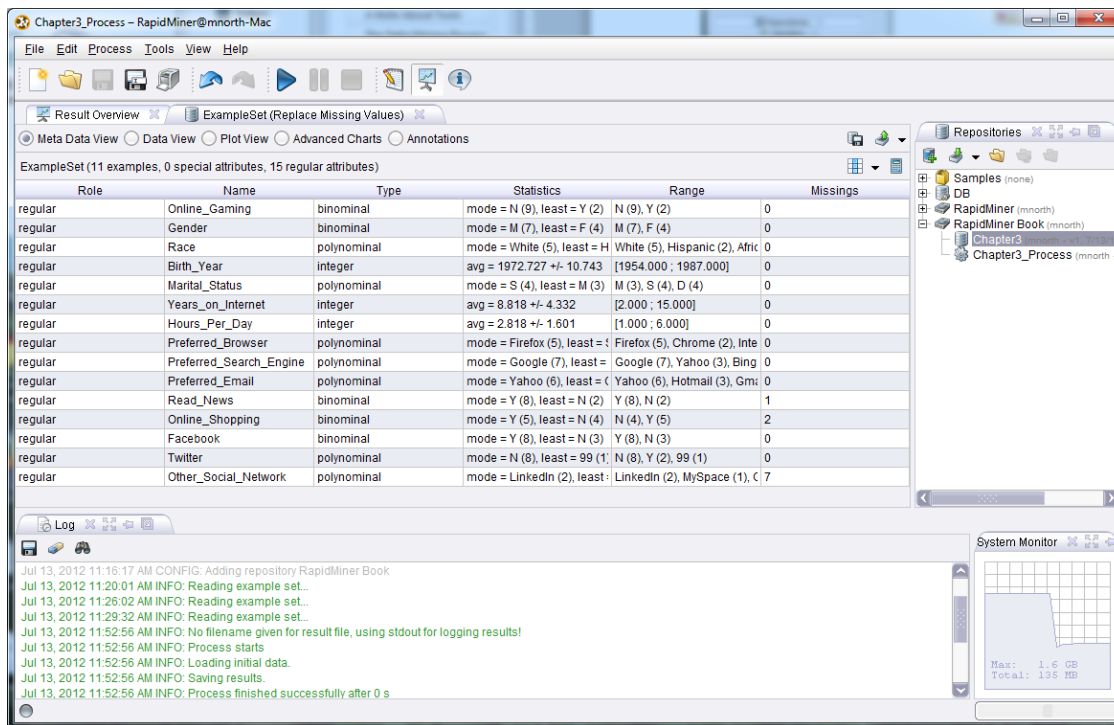 Chapter3_Process – RapidMiner@mnorth-Mac
File Edit Process Tools View Help
Result Overview ExampleSet (Replace Missing Values)
Meta Data View Data View Plot View Advanced Charts Annotations
ExampleSet (11 examples, 0 special attributes, 15 regular attributes)
Role Name Type Statistics Range Missings
regular Online_Gaming binominal mode = N (9), least = Y (2) N (9), Y (2) 0
regular Gender binominal mode = M (7), least = F (4) M (7), F (4) 0
regular Race polynominal mode = White (5), least = H White (5), Hispanic (2), Afric 0
regular Birth_Year integer avg = 1972.727 +/- 10.743 [1954.000 ; 1987.000] 0
regular Marital_Status polynominal mode = S (4), least = M (3) M (3), S (4), D (4) 0
regular Years_on_Internet integer avg = 8.818 +/- 4.332 [2.000 ; 15.000] 0
regular Hours_Per_Day integer avg = 2.818 +/- 1.601 [1.000 ; 6.000] 0
regular Preferred_Browser polynominal mode = Firefox (5), least = Firefox (5), Chrome (2), Inte 0
regular Preferred_Search_Engine polynominal mode = Google (7), least = Google (7), Yahoo (3), Bing 0
regular Preferred_Email polynominal mode = Yahoo (6), least = Yahoo (6), Hotmail (3), Gma 0
regular Read_News binominal mode = Y (8), least = N (2) Y (8), N (2) 1
regular Online_Shopping binominal mode = Y (5), least = N (4) N (4), Y (5) 2
regular Facebook binominal mode = Y (8), least = N (3) Y (8), N (3) 0
regular Twitter polynominal mode = N (8), least = 99 (1) N (8), Y (2), 99 (1) 0
regular Other_Social_Network polynominal mode = LinkedIn (2), least LinkedIn (2), MySpace (1), 7
Repositories
Samples (none)
DB
RapidMiner (mnorth)
RapidMiner Book (mnorth)
Chapter3
Chapter3_Process (mnorth -
Log
Jul 13, 2012 11:16:17 AM CONFIG: Adding repository RapidMiner Book
Jul 13, 2012 11:20:01 AM INFO: Reading example set...
Jul 13, 2012 11:26:02 AM INFO: Reading example set...
Jul 13, 2012 11:29:32 AM INFO: Reading example set...
Jul 13, 2012 11:52:56 AM INFO: No filename given for result file, using stdout for logging results!
Jul 13, 2012 11:52:56 AM INFO: Process starts
Jul 13, 2012 11:52:56 AM INFO: Loading initial data.
Jul 13, 2012 11:52:56 AM INFO: Saving results.
Jul 13, 2012 11:52:56 AM INFO: Process finished successfully after 0 s
System Monitor
Max: 1.6 GB
Total: 135 MB